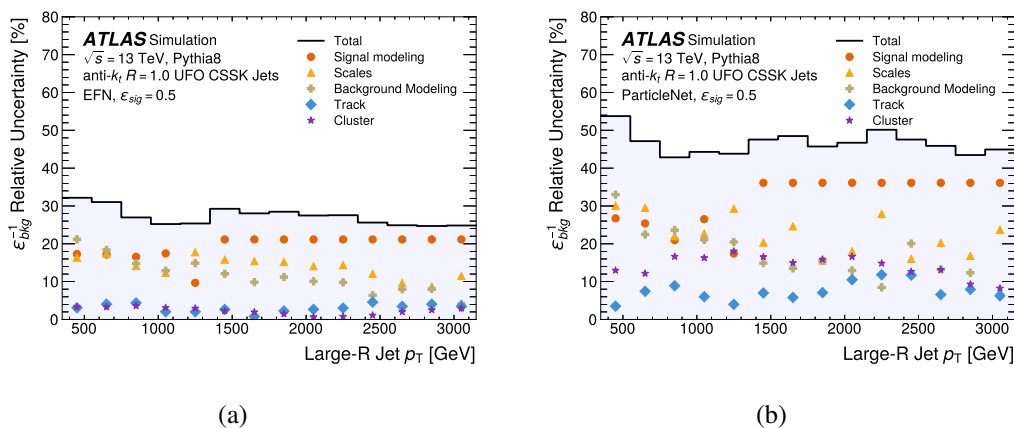 ATLAS Simulation
√s = 13 TeV, Pythia8
anti-kt R = 1.0 UFO CSSK Jets
EFN, εsig = 0.5
Total
Signal modeling
Scales
Background Modeling
Track
Cluster
ε−1bkg Relative Uncertainty [%]
80
70
60
50
40
30
20
10
0
500 1000 1500 2000 2500 3000
Large-R Jet pT [GeV]
(a)
ATLAS Simulation
√s = 13 TeV, Pythia8
anti-kt R = 1.0 UFO CSSK Jets
ParticleNet, εsig = 0.5
Total
Signal modeling
Scales
Background Modeling
Track
Cluster
ε−1bkg Relative Uncertainty [%]
80
70
60
50
40
30
20
10
0
500 1000 1500 2000 2500 3000
Large-R Jet pT [GeV]
(b)